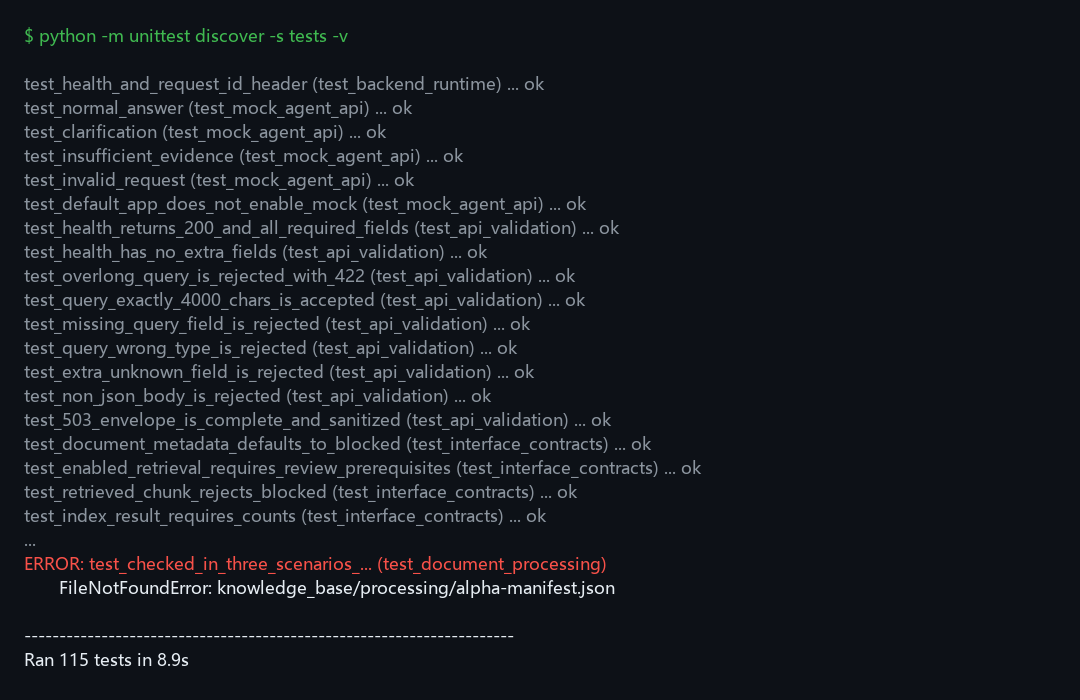 $ python -m unittest discover -s tests -v
test_health_and_request_id_header (test_backend_runtime) ... ok
test_normal_answer (test_mock_agent_api) ... ok
test_clarification (test_mock_agent_api) ... ok
test_insufficient_evidence (test_mock_agent_api) ... ok
test_invalid_request (test_mock_agent_api) ... ok
test_default_app_does_not_enable_mock (test_mock_agent_api) ... ok
test_health_returns_200_and_all_required_fields (test_api_validation) ... ok
test_health_has_no_extra_fields (test_api_validation) ... ok
test_overlong_query_is_rejected_with_422 (test_api_validation) ... ok
test_query_exactly_4000_chars_is_accepted (test_api_validation) ... ok
test_missing_query_field_is_rejected (test_api_validation) ... ok
test_query_wrong_type_is_rejected (test_api_validation) ... ok
test_extra_unknown_field_is_rejected (test_api_validation) ... ok
test_non_json_body_is_rejected (test_api_validation) ... ok
test_503_envelope_is_complete_and_sanitized (test_api_validation) ... ok
test_document_metadata_defaults_to_blocked (test_interface_contracts) ... ok
test_enabled_retrieval_requires_review_prerequisites (test_interface_contracts) ... ok
test_retrieved_chunk_rejects_blocked (test_interface_contracts) ... ok
test_index_result_requires_counts (test_interface_contracts) ... ok
...
ERROR: test_checked_in_three_scenarios_... (test_document_processing)
FileNotFoundError: knowledge_base/processing/alpha-manifest.json
----------------------------------------------------------------------
Ran 115 tests in 8.9s